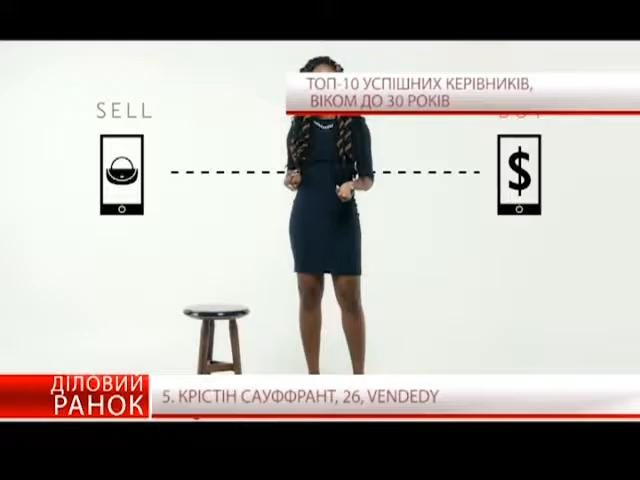 ТОП-10 УСПІШНИХ КЕРІВНИКІВ,
ВІКОМ ДО 30 РОКІВ
SELL
$
ДІЛОВИЙ
РАНОК
5. КРІСТІН САУФФРАНТ, 26, VENDEDY